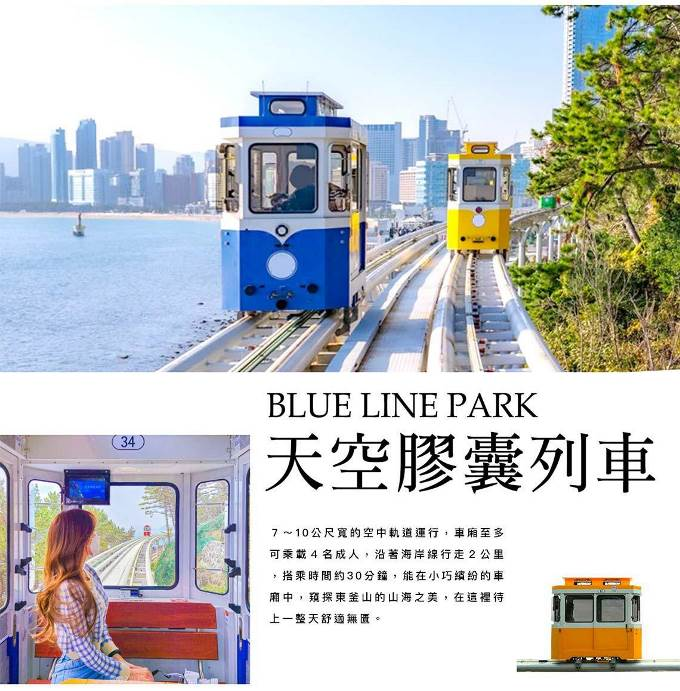 BLUE LINE PARK
天空膠囊列車
7～10公尺寬的空中軌道運行，車廂至多
可乘載4名成人，沿著海岸線行走2公里
，搭乘時間約30分鐘，能在小巧繽紛的車
廂中，窺探東釜山的山海之美，在這裡待
上一整天舒適無匱。
34